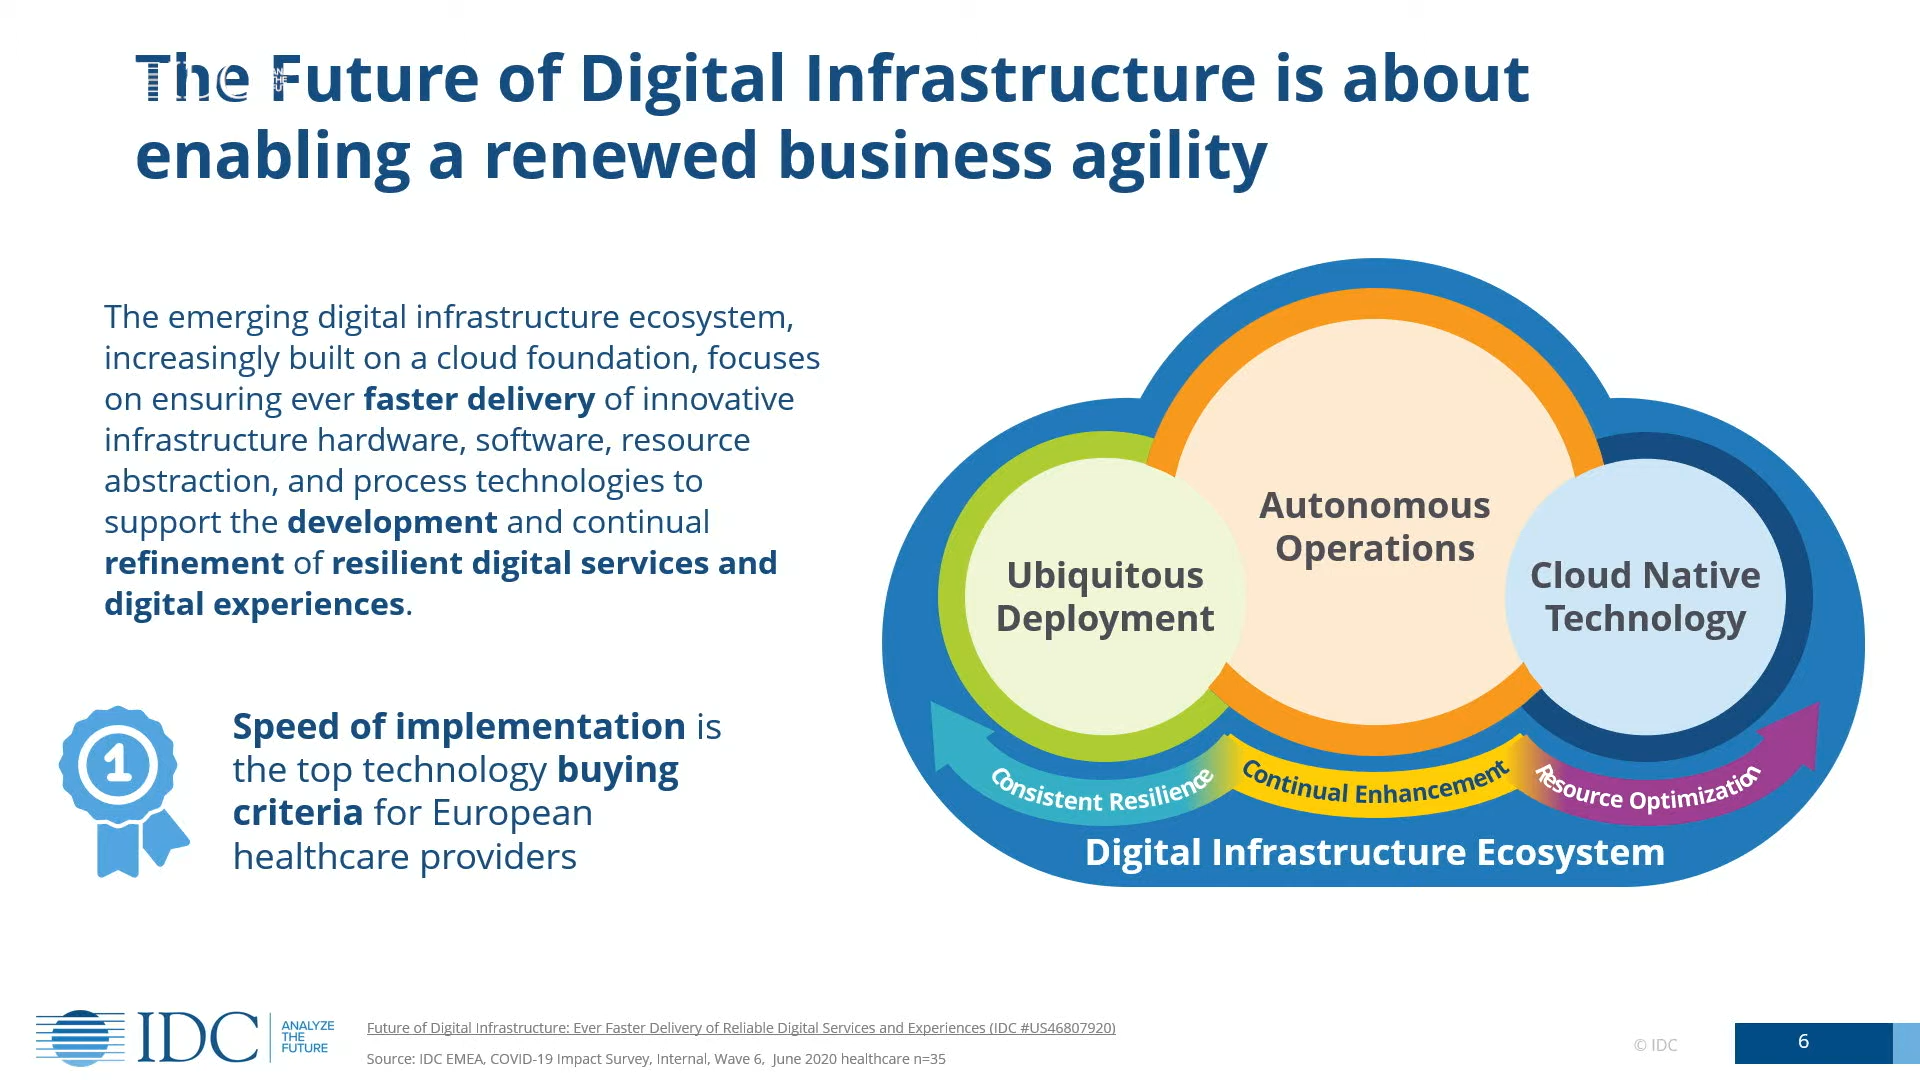 The Future of Digital Infrastructure is about
enabling a renewed business agility
The emerging digital infrastructure ecosystem,
increasingly built on a cloud foundation, focuses
on ensuring ever faster delivery of innovative
infrastructure hardware, software, resource
abstraction, and process technologies to
support the development and continual
refinement of resilient digital services and
digital experiences.
1
Speed of implementation is
the top technology buying
criteria for European
healthcare providers
Autonomous
Operations
Ubiquitous
Deployment
Cloud Native
Technology
Consistent Resilience
Continual Enhancement
Resource Optimization
Digital Infrastructure Ecosystem
IDC
ANALYZE
THE
FUTURE
Future of Digital Infrastructure: Ever Faster Delivery of Reliable Digital Services and Experiences (IDC #US46807920)
Source: IDC EMEA, COVID-19 Impact Survey, Internal, Wave 6, June 2020 healthcare n=35
© IDC
6